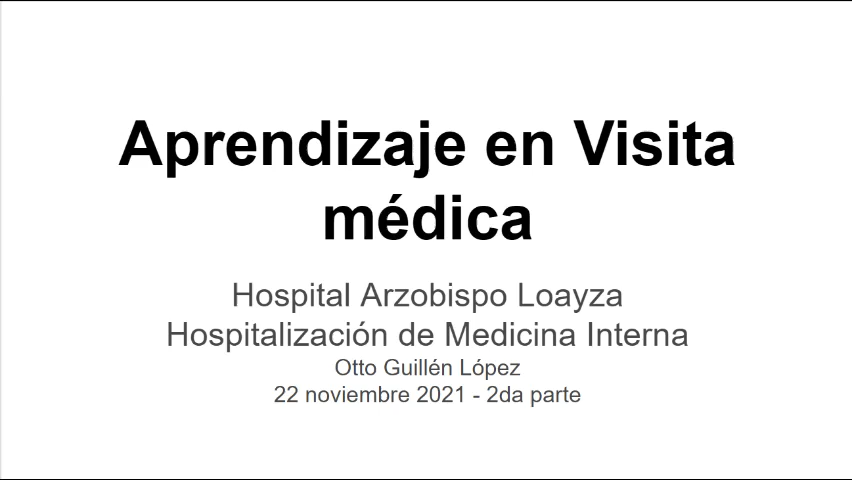 Aprendizaje en Visita
médica
Hospital Arzobispo Loayza
Hospitalización de Medicina Interna
Otto Guillén López
22 noviembre 2021 - 2da parte